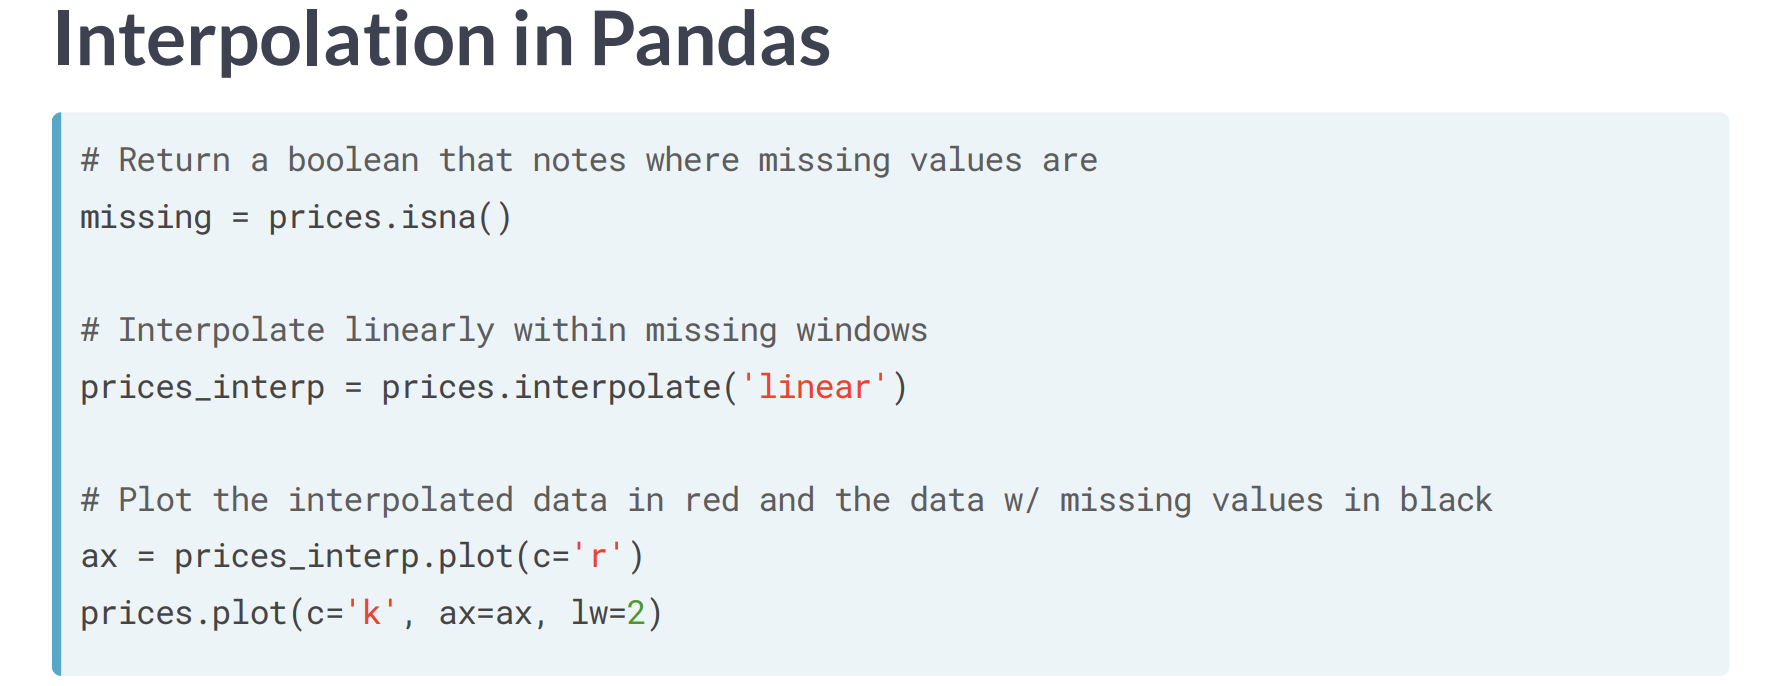 Interpolation in Pandas
# Return a boolean that notes where missing values are
missing = prices.isna()
# Interpolate linearly within missing windows
prices_interp = prices.interpolate('linear')
# Plot the interpolated data in red and the data w/ missing values in black
ax = prices_interp.plot(c='r')
prices.plot(c='k', ax=ax, lw=2)